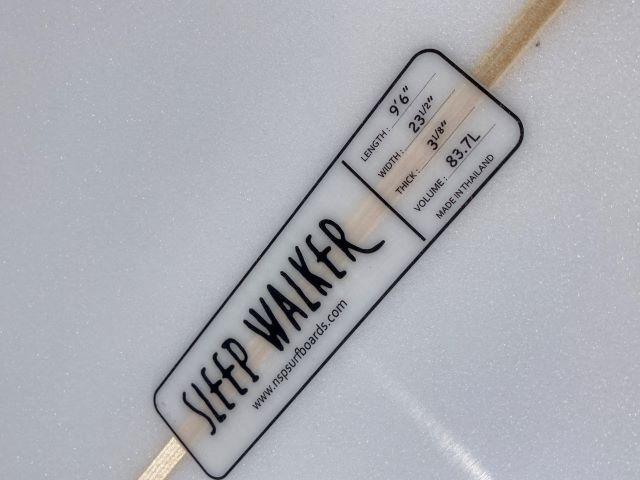 SLEEP WALKER
www.nspsurfboards.com
LENGTH: 9'6"
WIDTH: 23 1/2"
THICK: 3 1/8"
VOLUME: 83.7L
MADE IN THAILAND